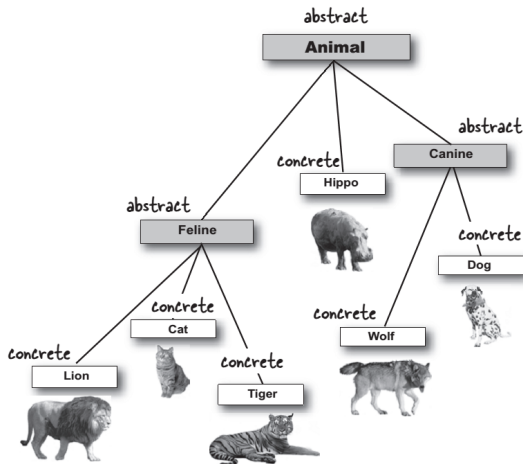 abstract
Animal
abstract
concrete
Canine
Hippo
abstract
Feline
concrete
Dog
concrete
concrete
Cat
Wolf
concrete
concrete
Lion
Tiger